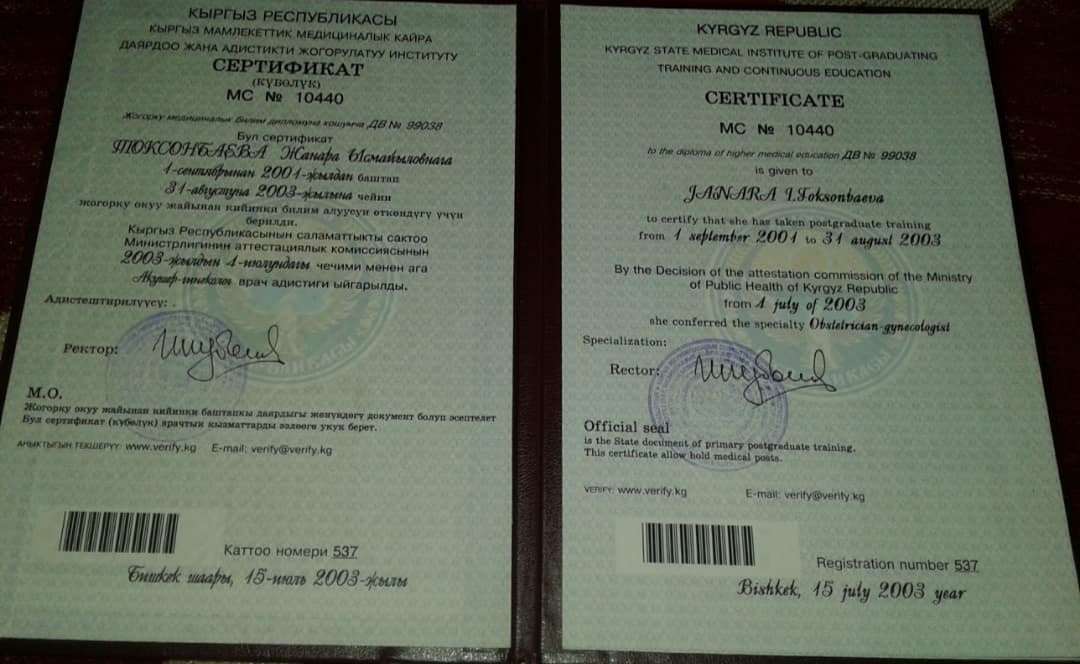 КЫРГЫЗ РЕСПУБЛИКАСЫ
КЫРГЫЗ МАМЛЕКЕТТИК МЕДИЦИНАЛЫК КАЙРА
ДАЯРДОО ЖАНА АДИСТИКТИ ЖОГОРУЛАТУУ ИНСТИТУТУ
СЕРТИФИКАТ
(КҮБӨЛҮК)
МС № 10440
Жогорку медициналык билим дипломуна кошумча ДВ № 99038
Бул сертификат
ТОКСОНБАЕВА Жанара Ысмайыловнага
1-сентябрынан 2001-жылдан баштап
31-августуна 2003-жылына чейин
жогорку окуу жайынан кийинки билим алуусун өткөндүгү үчүн
берилди.
Кыргыз Республикасынын саламаттыкты сактоо
Министрлигинин аттестациялык комиссиясынын
2003-жылдын 1-июлундагы чечими менен ага
Акушер-гинеколог врач адистиги ыйгарылды.
Адистештирилүүсү:
Ректор:
М.О.
Жогорку окуу жайынан кийинки баштапкы даярдыгы жөнүндөгү документ болуп эсептелет
Бул сертификат (күбөлүк) врачтык кызматтарды ээлөөгө укук берет.
АНЫКТЫГЫН ТЕКШЕРҮҮ: www.verify.kg E-mail: verify@verify.kg
Каттоо номери 537
Бишкек шаары, 15-июль 2003-жылы
KYRGYZ REPUBLIC
KYRGYZ STATE MEDICAL INSTITUTE OF POST-GRADUATING
TRAINING AND CONTINUOUS EDUCATION
CERTIFICATE
МС № 10440
to the diploma of higher medical education ДВ № 99038
is given to
JANARA I.Toksonbaeva
to certify that she has taken postgraduate training
from 1 september 2001 to 31 august 2003
By the Decision of the attestation commission of the Ministry
of Public Health of Kyrgyz Republic
from 1 july of 2003
she conferred the specialty Obstetrician-gynecologist
Specialization:
Rector:
Official seal
is the State document of primary postgraduate training.
This certificate allow hold medical posts.
VERIFY: www.verify.kg E-mail: verify@verify.kg
Registration number 537
Bishkek, 15 july 2003 year